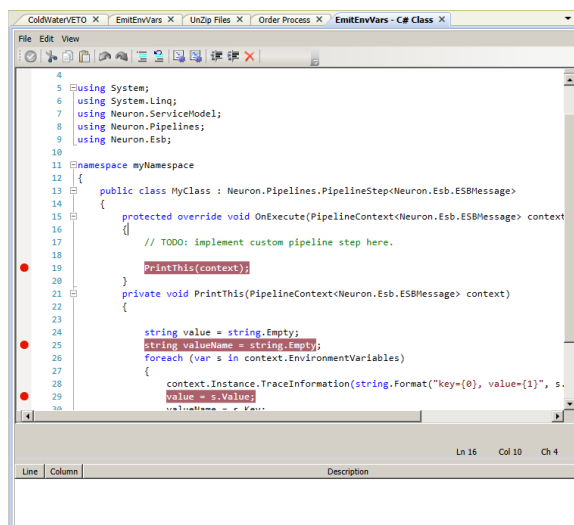 ColdWaterVETO X EmitEnvVars X UnZip Files X Order Process X EmitEnvVars - C# Class X
File Edit View
4
5 using System;
6 using System.Linq;
7 using Neuron.ServiceModel;
8 using Neuron.Pipelines;
9 using Neuron.Esb;
10
11 namespace myNamespace
12 {
13 public class MyClass : Neuron.Pipelines.PipelineStep<Neuron.Esb.ESBMessage>
14 {
15 protected override void OnExecute(PipelineContext<Neuron.Esb.ESBMessage> context
16 {
17 // TODO: implement custom pipeline step here.
18
19 PrintThis(context);
20 }
21 private void PrintThis(PipelineContext<Neuron.Esb.ESBMessage> context)
22 {
23
24 string value = string.Empty;
25 string valueName = string.Empty;
26 foreach (var s in context.EnvironmentVariables)
27 {
28 context.Instance.TraceInformation(string.Format("key={0}, value={1}", s.
29 value = s.Value;
30 valueName = s.Key;
Ln 16 Col 10 Ch 4
Line Column Description